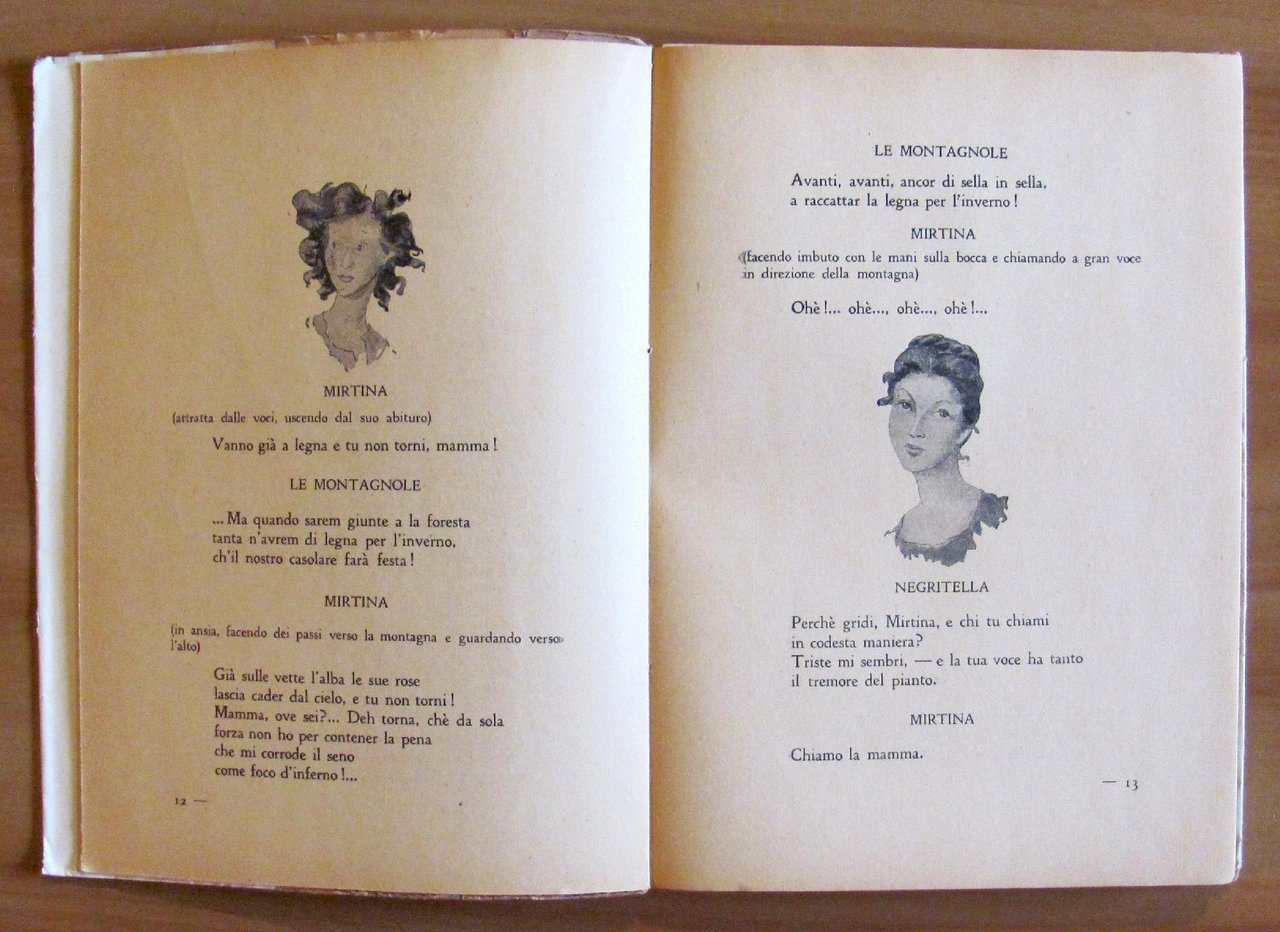 MIRTINA
(attratta dalle voci, uscendo dal suo abituro)
Vanno già a legna e tu non torni, mamma !
LE MONTAGNOLE
... Ma quando sarem giunte a la foresta
tanta n'avrem di legna per l'inverno,
ch'il nostro casolare farà festa !
MIRTINA
(in ansia, facendo dei passi verso la montagna e guardando verso
l'alto)
Già sulle vette l'alba le sue rose
lascia cader dal cielo, e tu non torni !
Mamma, ove sei?... Deh torna, chè da sola
forza non ho per contener la pena
che mi corrode il seno
come foco d'inferno !...
12 —
LE MONTAGNOLE
Avanti, avanti, ancor di sella in sella,
a raccattar la legna per l'inverno !
MIRTINA
(facendo imbuto con le mani sulla bocca e chiamando a gran voce
in direzione della montagna)
Ohè !... ohè..., ohè..., ohè !...
NEGRITELLA
Perchè gridi, Mirtina, e chi tu chiami
in codesta maniera?
Triste mi sembri, — e la tua voce ha tanto
il tremore del pianto.
MIRTINA
Chiamo la mamma.
— 13